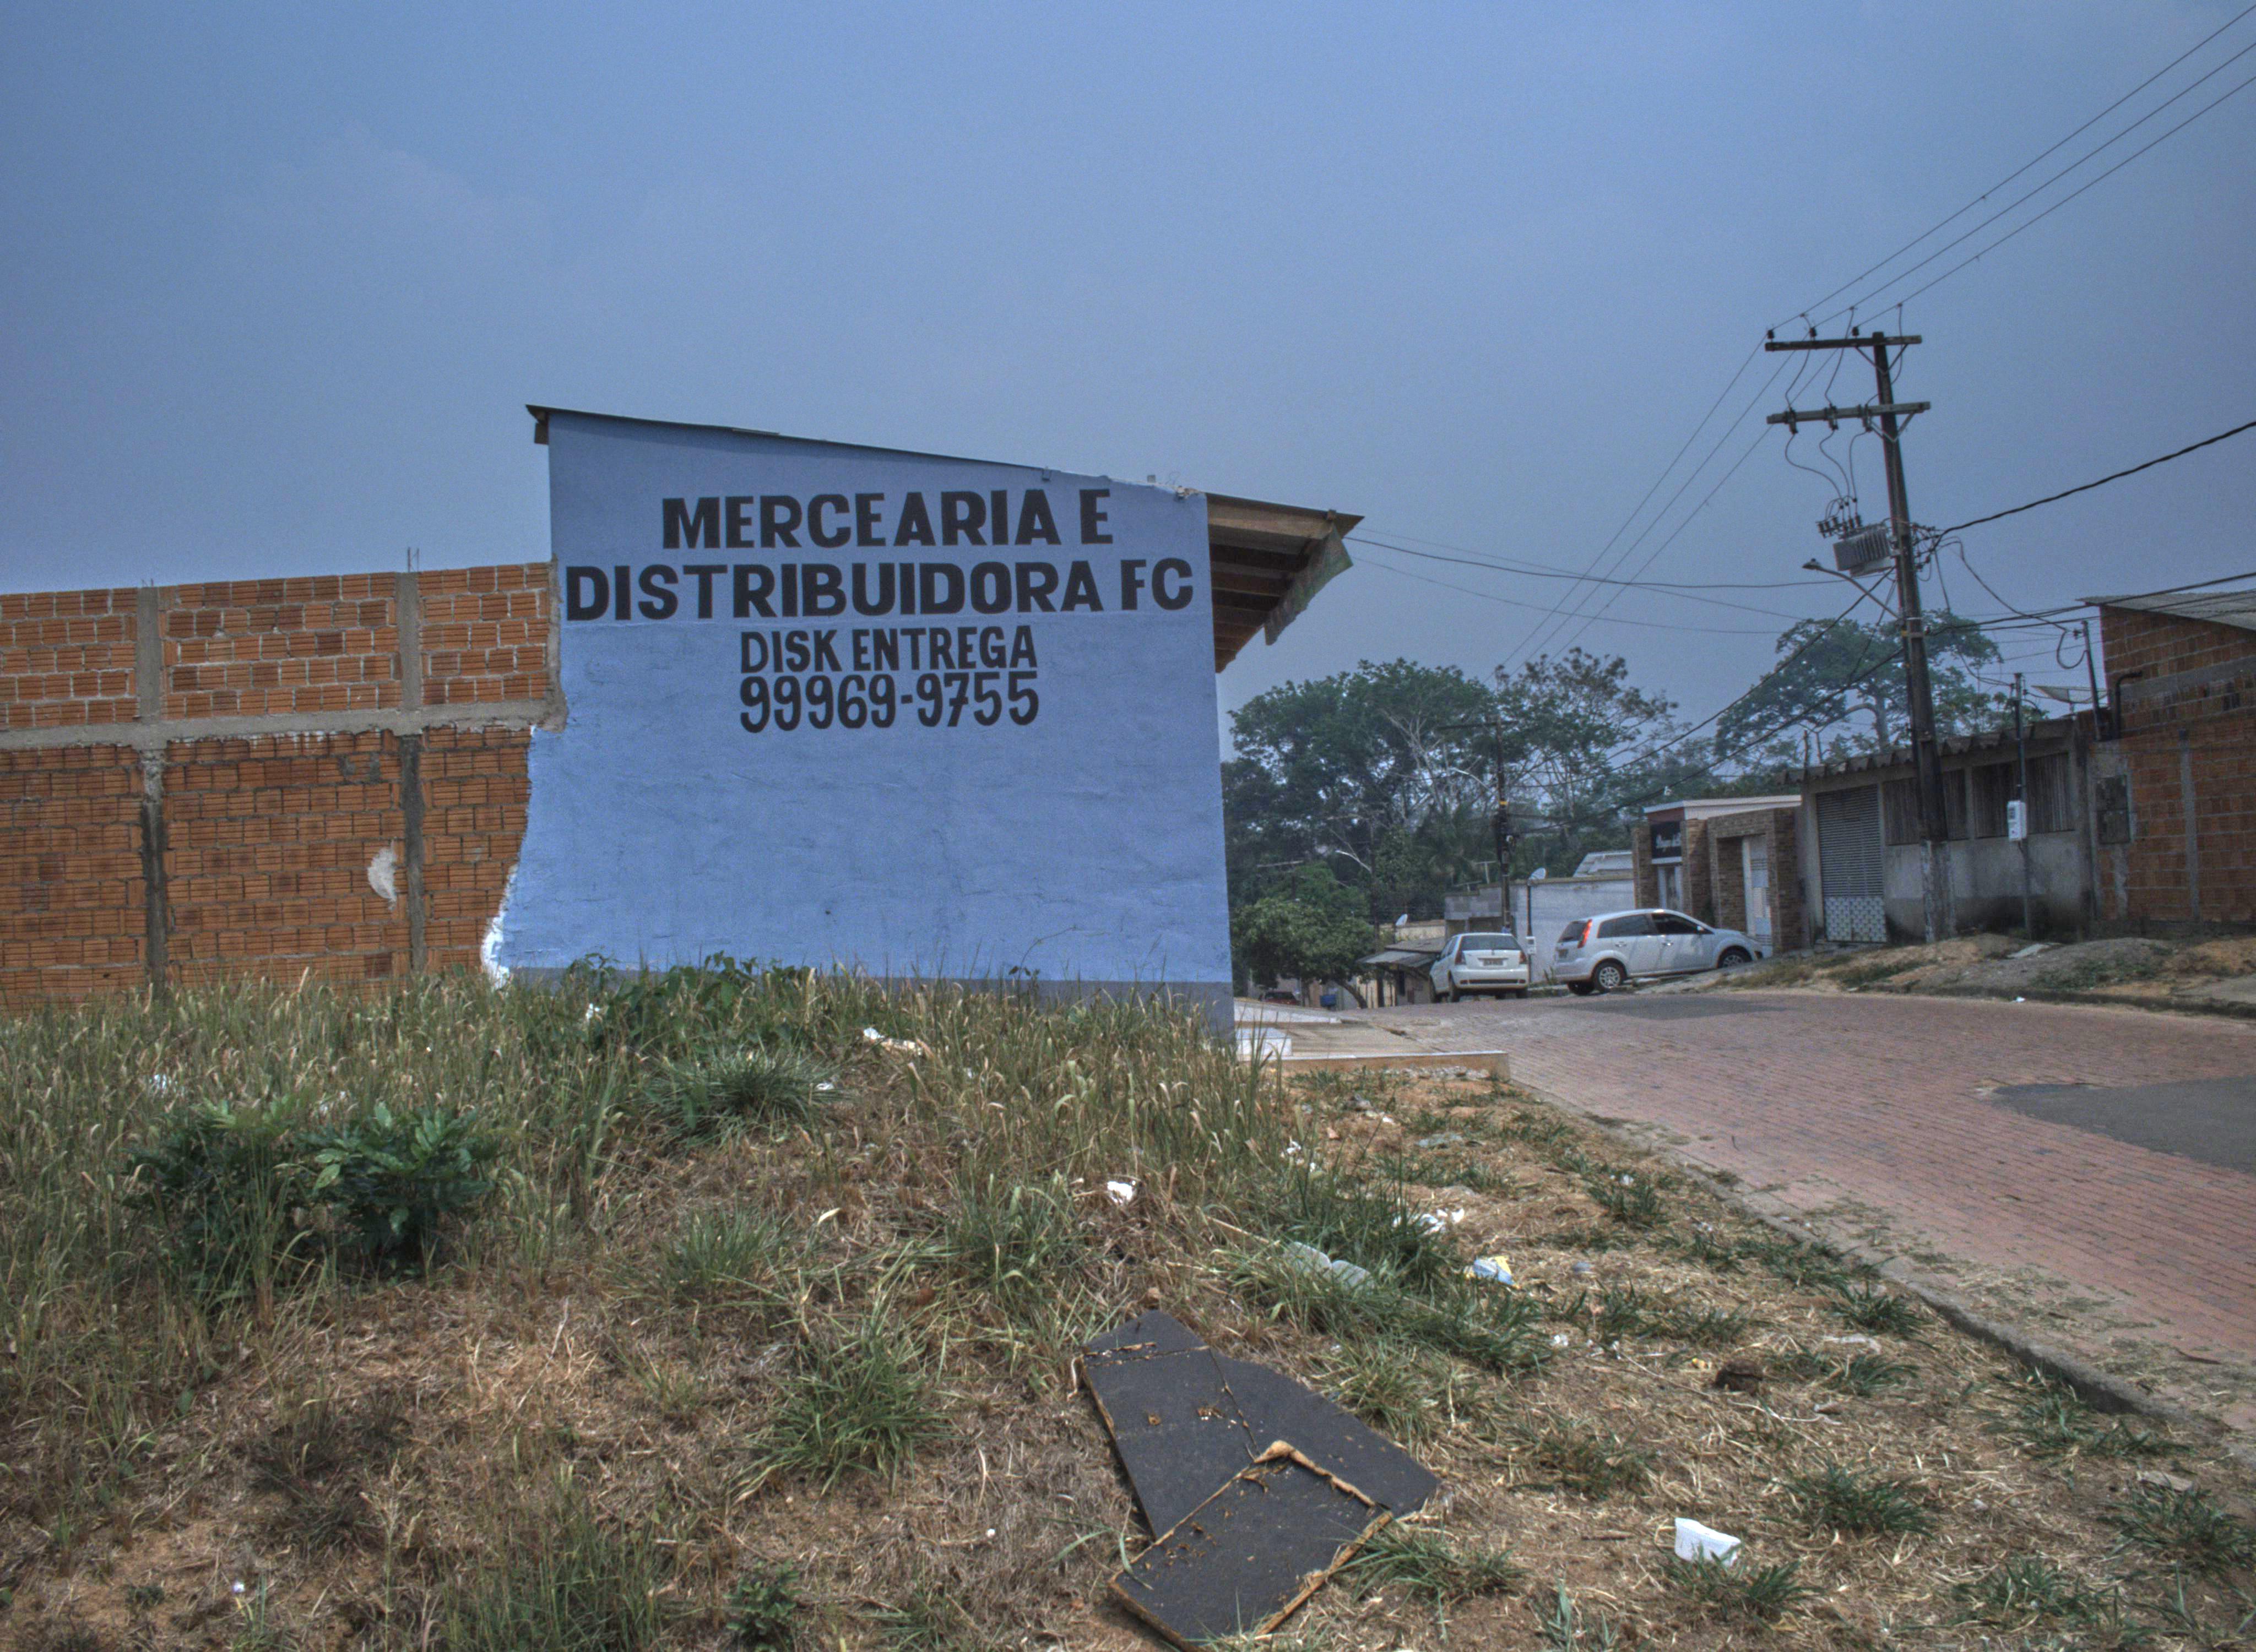 MERCEARIA E
DISTRIBUIDORA FC
DISK ENTREGA
99969-9755